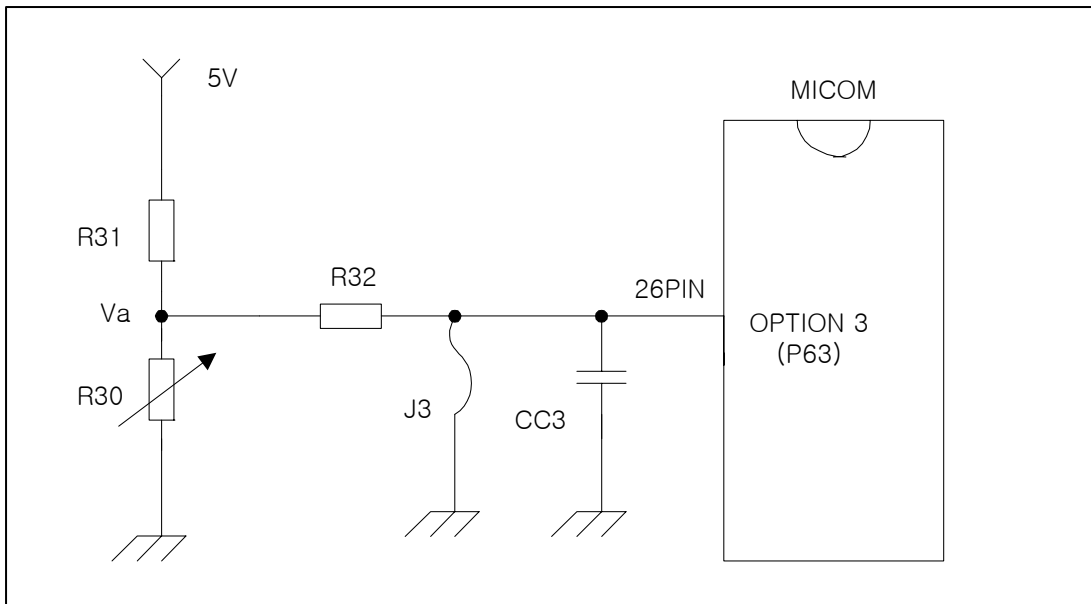 5V
MICOM
R31
R32
Va
26PIN
OPTION 3
(P63)
R30
J3
CC3